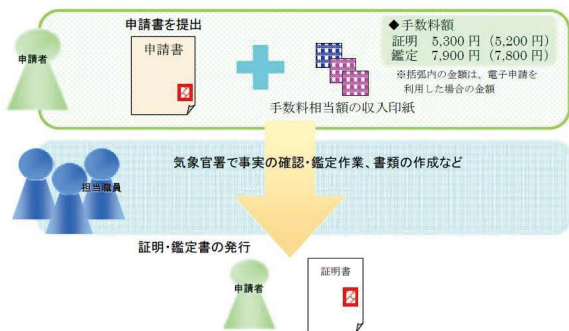 申請書を提出
申請者
申請書
◆手数料額
証明 5,300円(5,200円)
鑑定 7,900円(7,800円)
※括弧内の金額は、電子申請を
利用した場合の金額
手数料相当額の収入印紙
担当職員
気象官署で事実の確認・鑑定作業、書類の作成など
証明・鑑定書の発行
申請者
証明書